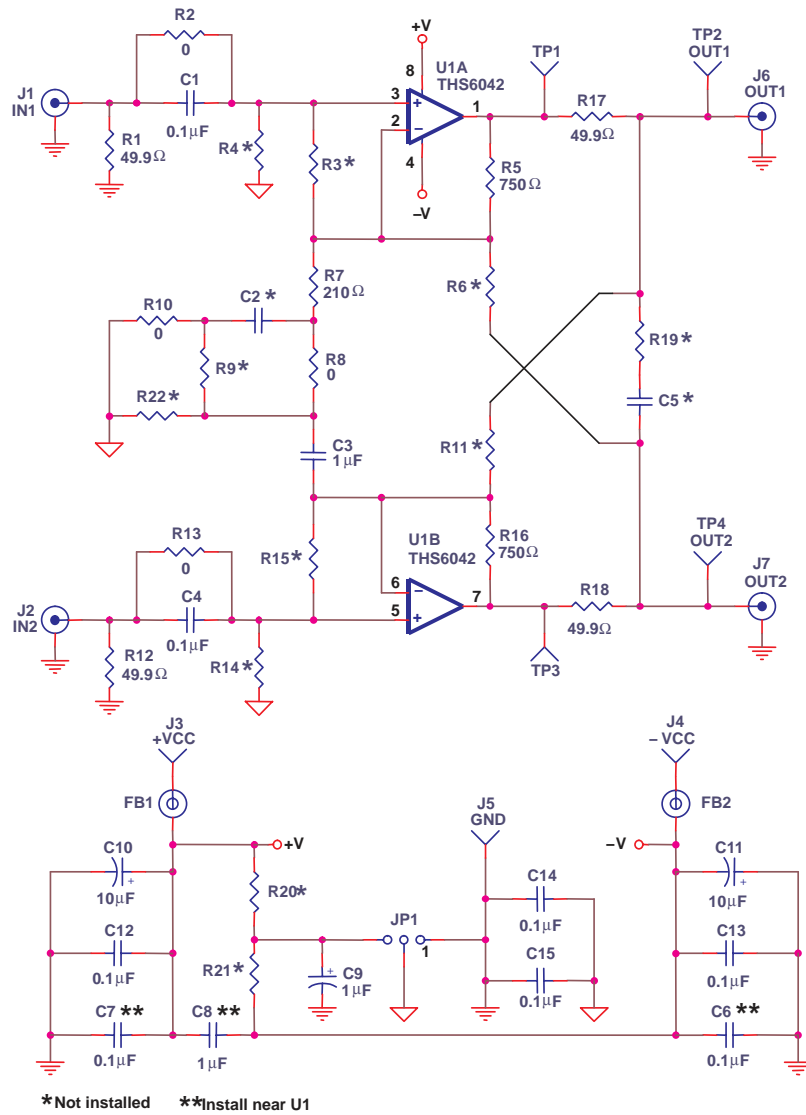 R2
0
+V
TP1
TP2
OUT1
J1
IN1
C1
0.1µF
8
U1A
THS6042
3
+
2
−
1
4
−V
R17
49.9Ω
J6
OUT1
R1
49.9Ω
R4*
R3*
R5
750Ω
R7
210Ω
R6*
R10
0
C2*
R19*
R9*
R8
0
R22*
C5*
C3
1µF
R11*
R13
0
R15*
U1B
THS6042
R16
750Ω
TP4
OUT2
J2
IN2
C4
0.1µF
6
−
5
+
7
R18
49.9Ω
J7
OUT2
R12
49.9Ω
R14*
TP3
J3
+VCC
J4
− VCC
FB1
J5
GND
FB2
+V
−V
C10
+
10µF
R20*
C14
0.1µF
C11
+
10µF
C12
0.1µF
JP1
1
C13
0.1µF
R21*
+
C9
1µF
C15
0.1µF
C7**
0.1µF
C8**
1µF
C6**
0.1µF
*Not installed **Install near U1